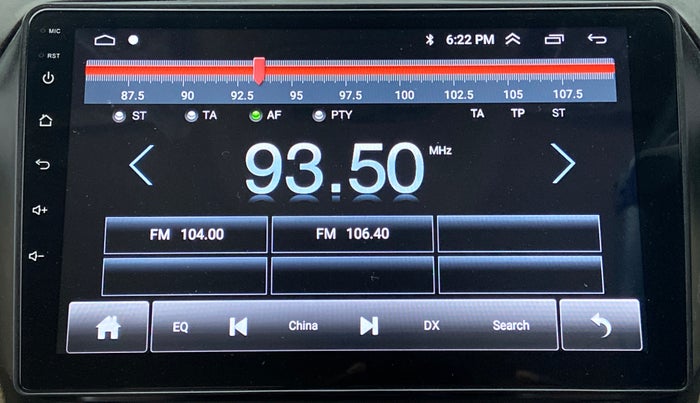 MIC
6:22 PM
RST
87.5 90 92.5 95 97.5 100 102.5 105 107.5
ST TA AF PTY TA TP ST
93.50 MHz
FM 104.00 FM 106.40
EQ China DX Search